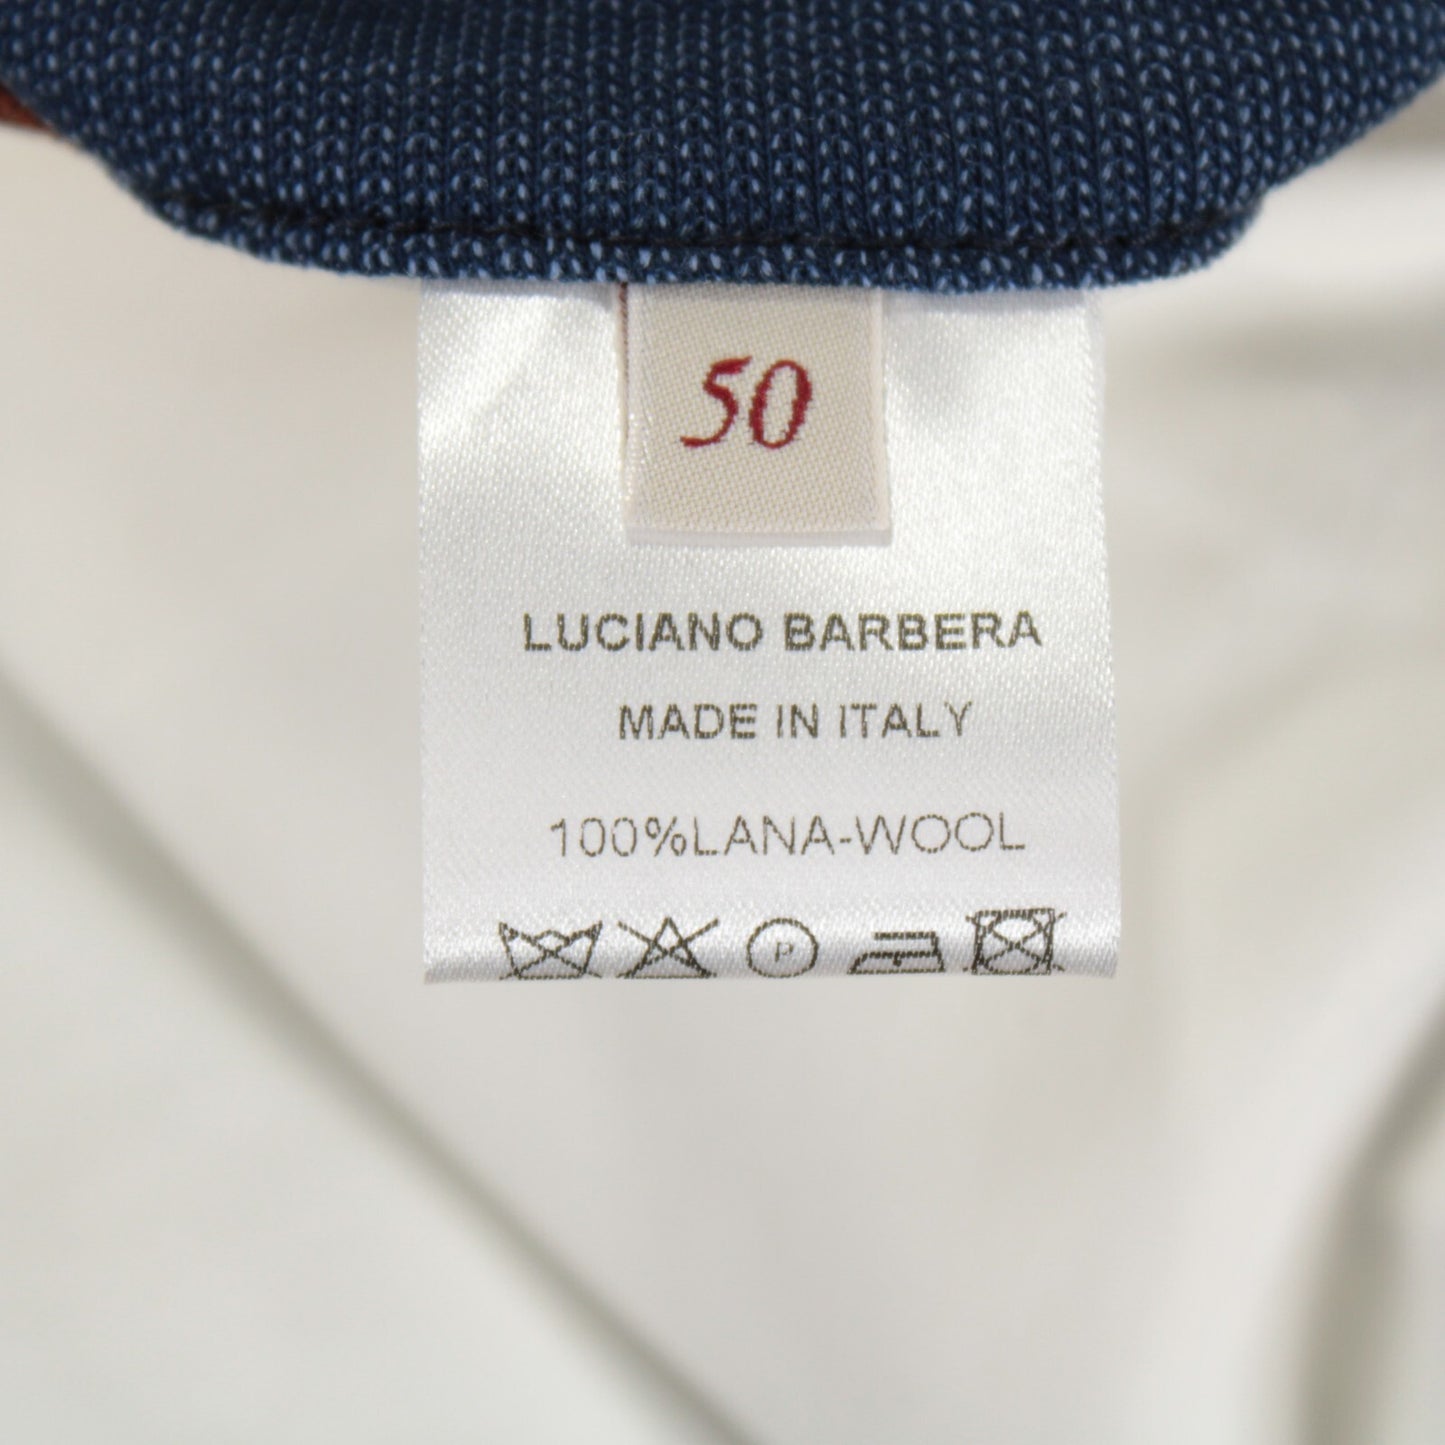 50
LUCIANO BARBERA
MADE IN ITALY
100%LANA-WOOL
P